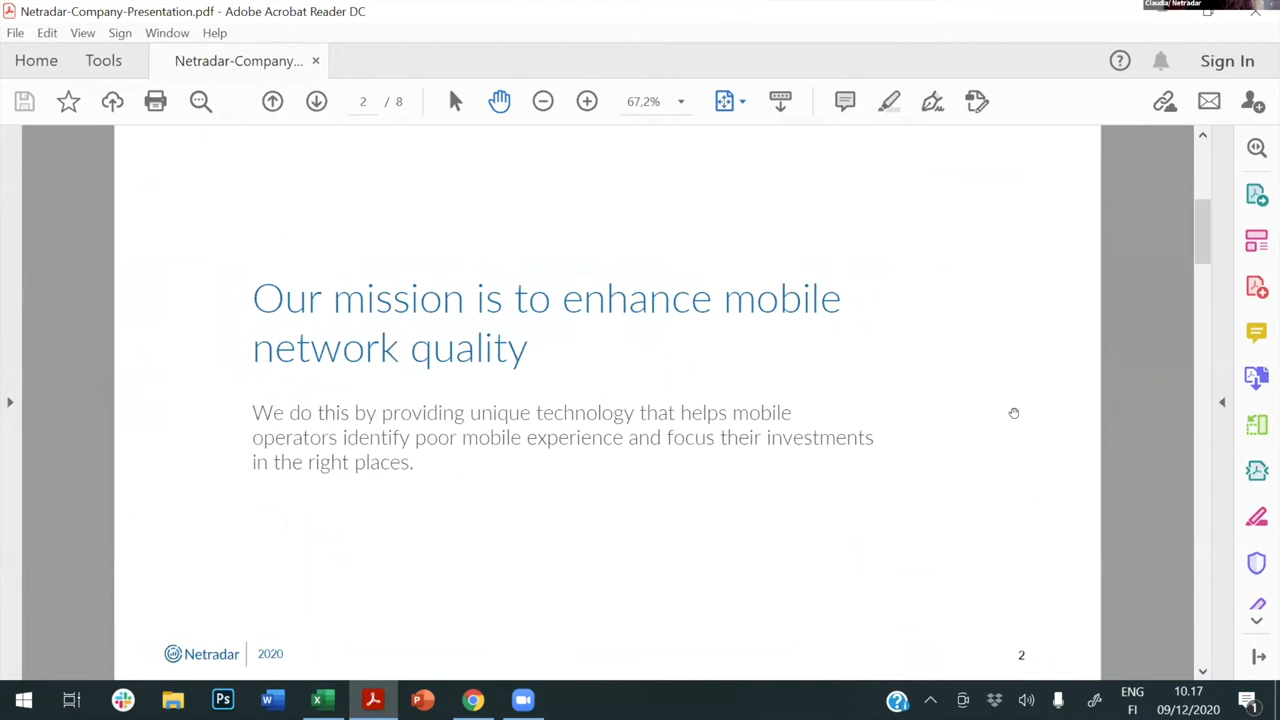 Netradar-Company-Presentation.pdf - Adobe Acrobat Reader DC
Claudia/ Netradar
File Edit View Sign Window Help
Home Tools Netradar-Company... × Sign In
2 / 8 67,2%
Our mission is to enhance mobile
network quality
We do this by providing unique technology that helps mobile
operators identify poor mobile experience and focus their investments
in the right places.
Netradar 2020 2
ENG 10.17
FI 09/12/2020